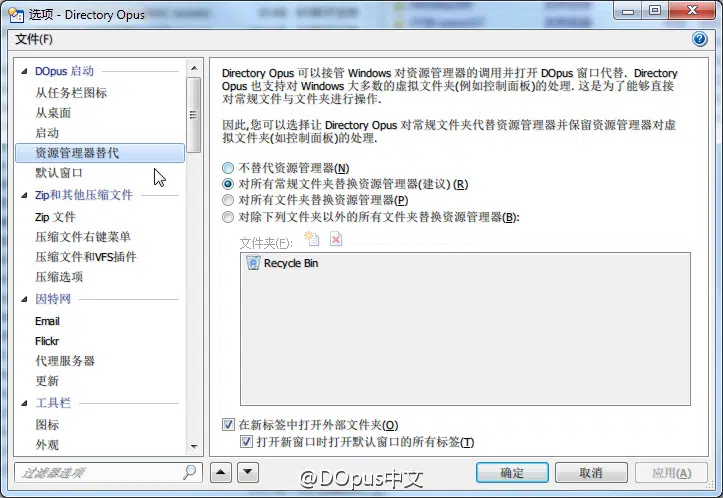 选项 - Directory Opus
文件(F)
DOpus 启动
从任务栏图标
从桌面
启动
资源管理器替代
默认窗口
Zip和其他压缩文件
Zip 文件
压缩文件右键菜单
压缩文件和VFS插件
压缩选项
因特网
Email
Flickr
代理服务器
更新
工具栏
图标
外观
过滤器选项
Directory Opus 可以接管 Windows 对资源管理器的调用并打开 DOpus 窗口代替. Directory
Opus 也支持对 Windows 大多数的虚拟文件夹(例如控制面板)的处理. 这是为了能够直接
对常规文件与文件夹进行操作.
因此,您可以选择让 Directory Opus 对常规文件夹代替资源管理器并保留资源管理器对虚
拟文件夹(如控制面板)的处理.
不替代资源管理器(N)
对所有常规文件夹替换资源管理器(建议) (R)
对所有文件夹替换资源管理器(P)
对除下列文件夹以外的所有文件夹替换资源管理器(B):
文件夹(F):
Recycle Bin
在新标签中打开外部文件夹(O)
打开新窗口时打开默认窗口的所有标签(T)
@DOpus中文
确定
取消
应用(A)